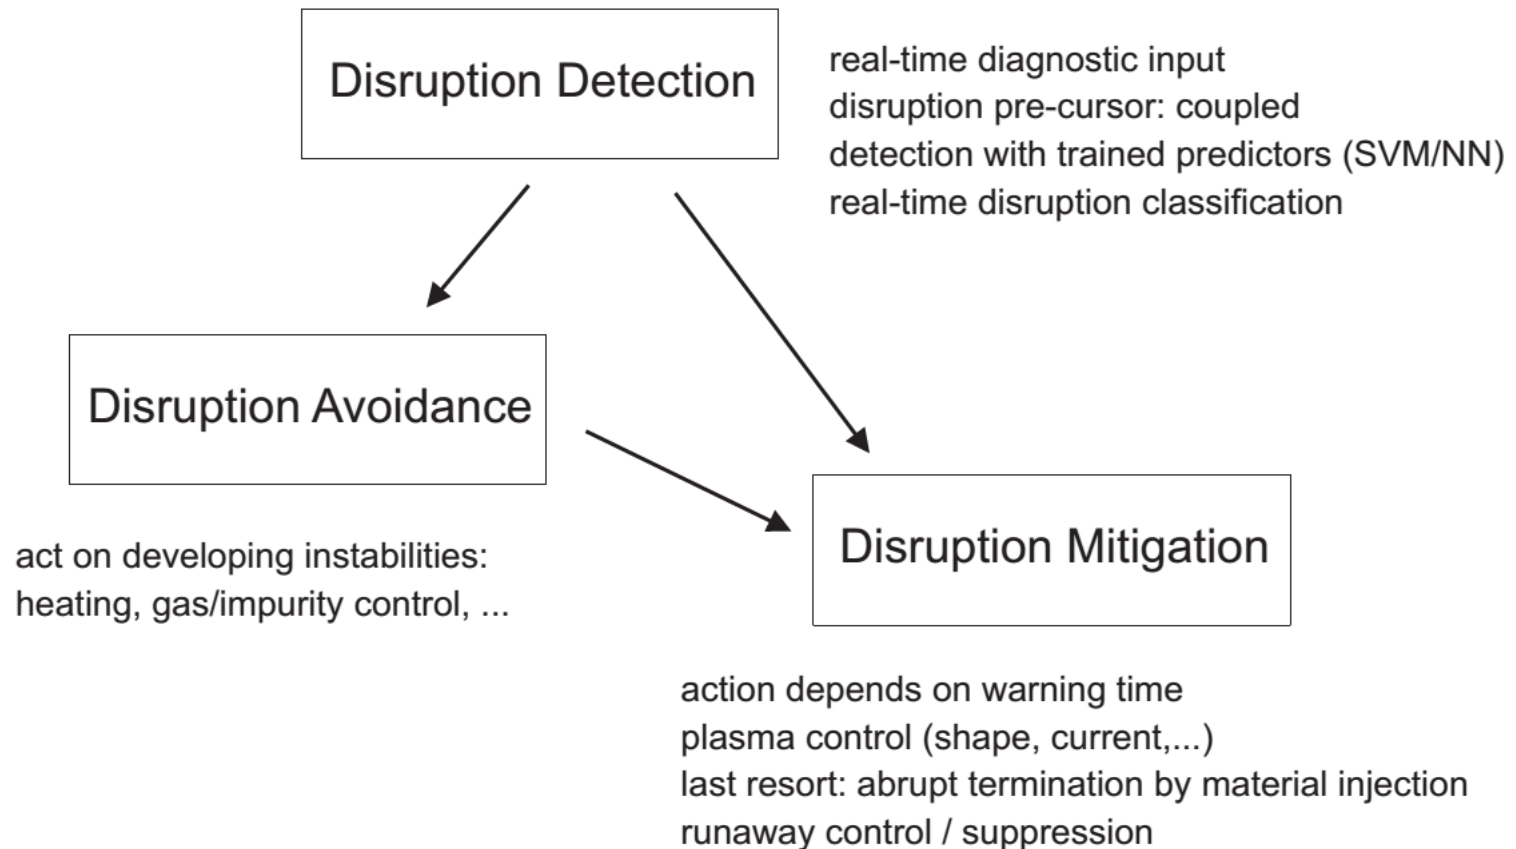 Disruption Detection
real-time diagnostic input
disruption pre-cursor: coupled
detection with trained predictors (SVM/NN)
real-time disruption classification
Disruption Avoidance
act on developing instabilities:
heating, gas/impurity control, ...
Disruption Mitigation
action depends on warning time
plasma control (shape, current,...)
last resort: abrupt termination by material injection
runaway control / suppression